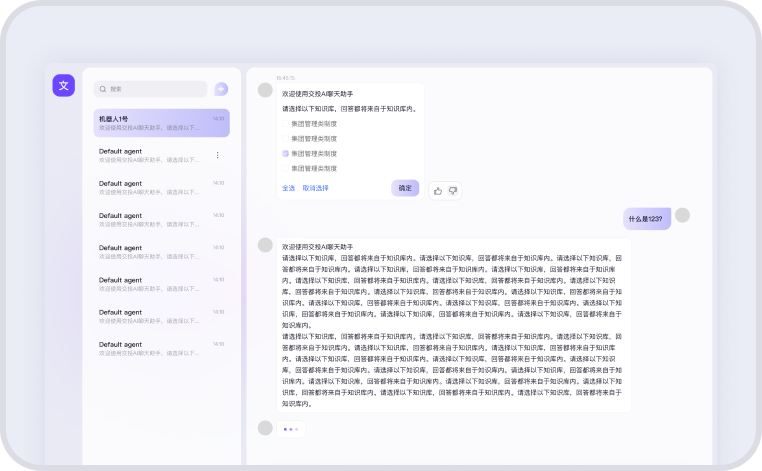 文
搜索
机器人1号
14:10
欢迎使用交投AI聊天助手，请选择以下...
Default agent
欢迎使用交投AI聊天助手，请选择以下...
Default agent
14:10
欢迎使用交投AI聊天助手，请选择以下...
Default agent
14:10
欢迎使用交投AI聊天助手，请选择以下...
Default agent
14:10
欢迎使用交投AI聊天助手，请选择以下...
Default agent
14:10
欢迎使用交投AI聊天助手，请选择以下...
Default agent
14:10
欢迎使用交投AI聊天助手，请选择以下...
Default agent
14:10
欢迎使用交投AI聊天助手，请选择以下...
欢迎使用交投AI聊天助手
请选择以下知识库，回答都将来自于知识库内。
集团管理类制度
集团管理类制度
集团管理类制度
集团管理类制度
全选 取消选择
确定
什么是123?
欢迎使用交投AI聊天助手
请选择以下知识库，回答都将来自于知识库内。请选择以下知识库，回答都将来自于知识库内。请选择以下知识库，回
答都将来自于知识库内。请选择以下知识库，回答都将来自于知识库内。请选择以下知识库，回答都将来自于知识库
内。请选择以下知识库，回答都将来自于知识库内。请选择以下知识库，回答都将来自于知识库内。请选择以下知识
库，回答都将来自于知识库内。请选择以下知识库，回答都将来自于知识库内。请选择以下知识库，回答都将来自于知
识库内。请选择以下知识库，回答都将来自于知识库内。请选择以下知识库，回答都将来自于知识库内。请选择以下知
识库，回答都将来自于知识库内。请选择以下知识库，回答都将来自于知识库内。请选择以下知识库，回答都将来自于
知识库内。
请选择以下知识库，回答都将来自于知识库内。请选择以下知识库，回答都将来自于知识库内。请选择以下知识库，回
答都将来自于知识库内。请选择以下知识库，回答都将来自于知识库内。请选择以下知识库，回答都将来自于知识库
内。请选择以下知识库，回答都将来自于知识库内。请选择以下知识库，回答都将来自于知识库内。请选择以下知识
库，回答都将来自于知识库内。请选择以下知识库，回答都将来自于知识库内。请选择以下知识库，回答都将来自于知
识库内。请选择以下知识库，回答都将来自于知识库内。请选择以下知识库，回答都将来自于知识库内。请选择以下知
识库，回答都将来自于知识库内。请选择以下知识库，回答都将来自于知识库内。请选择以下知识库，回答都将来自于
知识库内。